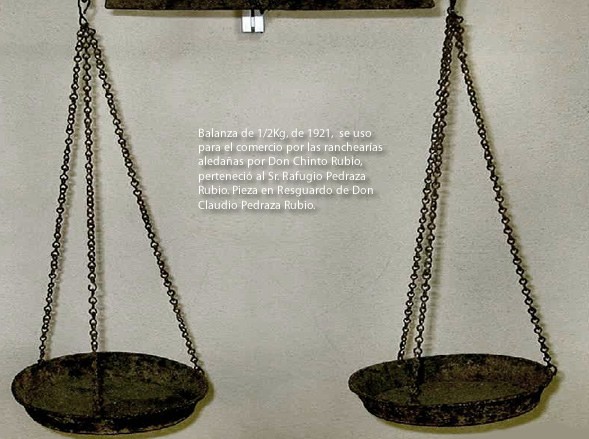 Balanza de 1/2Kg, de 1921, se uso
para el comercio por las ranchearías
aledañas por Don Chinto Rubio,
perteneció al Sr. Rafugio Pedraza
Rubio. Pieza en Resguardo de Don
Claudio Pedraza Rubio.